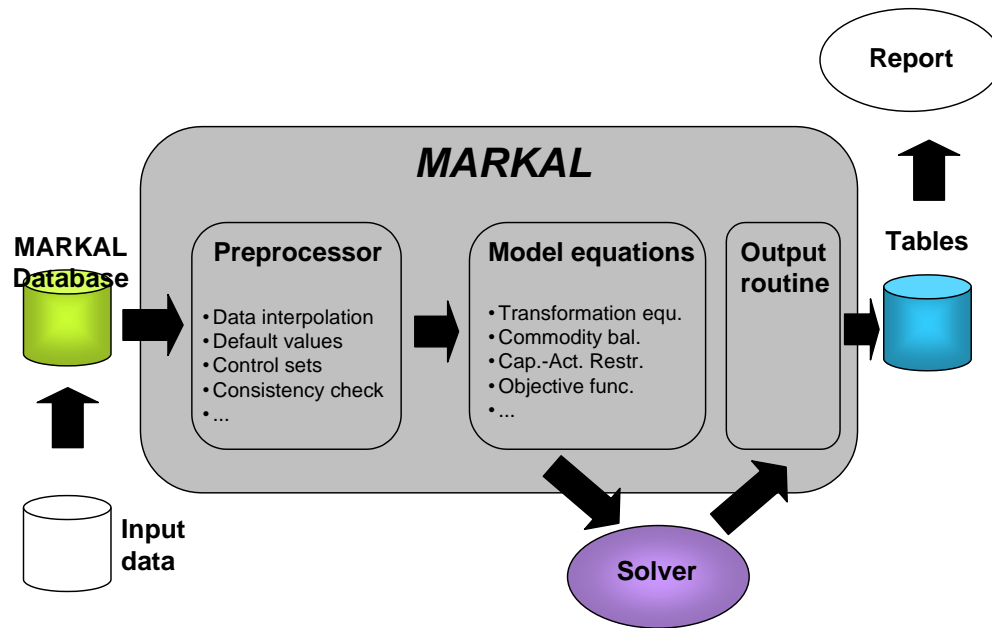 Report
MARKAL
MARKAL
Database
Preprocessor
• Data interpolation
• Default values
• Control sets
• Consistency check
• ...
Model equations
• Transformation equ.
• Commodity bal.
• Cap.-Act. Restr.
• Objective func.
• ...
Output
routine
Tables
Input
data
Solver